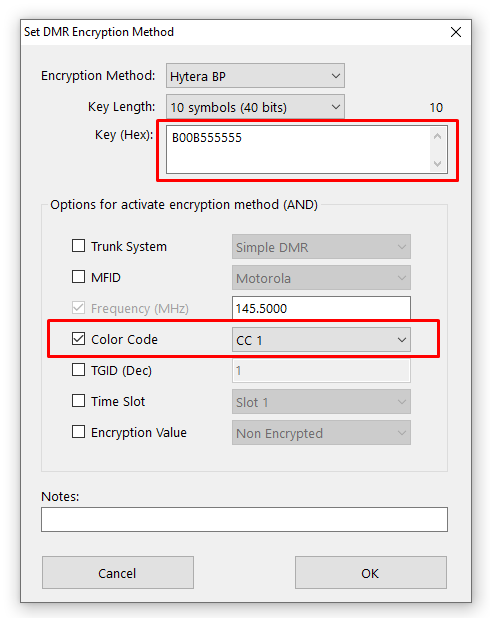 Set DMR Encryption Method
Encryption Method: Hytera BP
Key Length: 10 symbols (40 bits) 10
Key (Hex): B00B555555
Options for activate encryption method (AND)
Trunk System Simple DMR
MFID Motorola
Frequency (MHz) 145.5000
Color Code CC 1
TGID (Dec) 1
Time Slot Slot 1
Encryption Value Non Encrypted
Notes:
Cancel OK